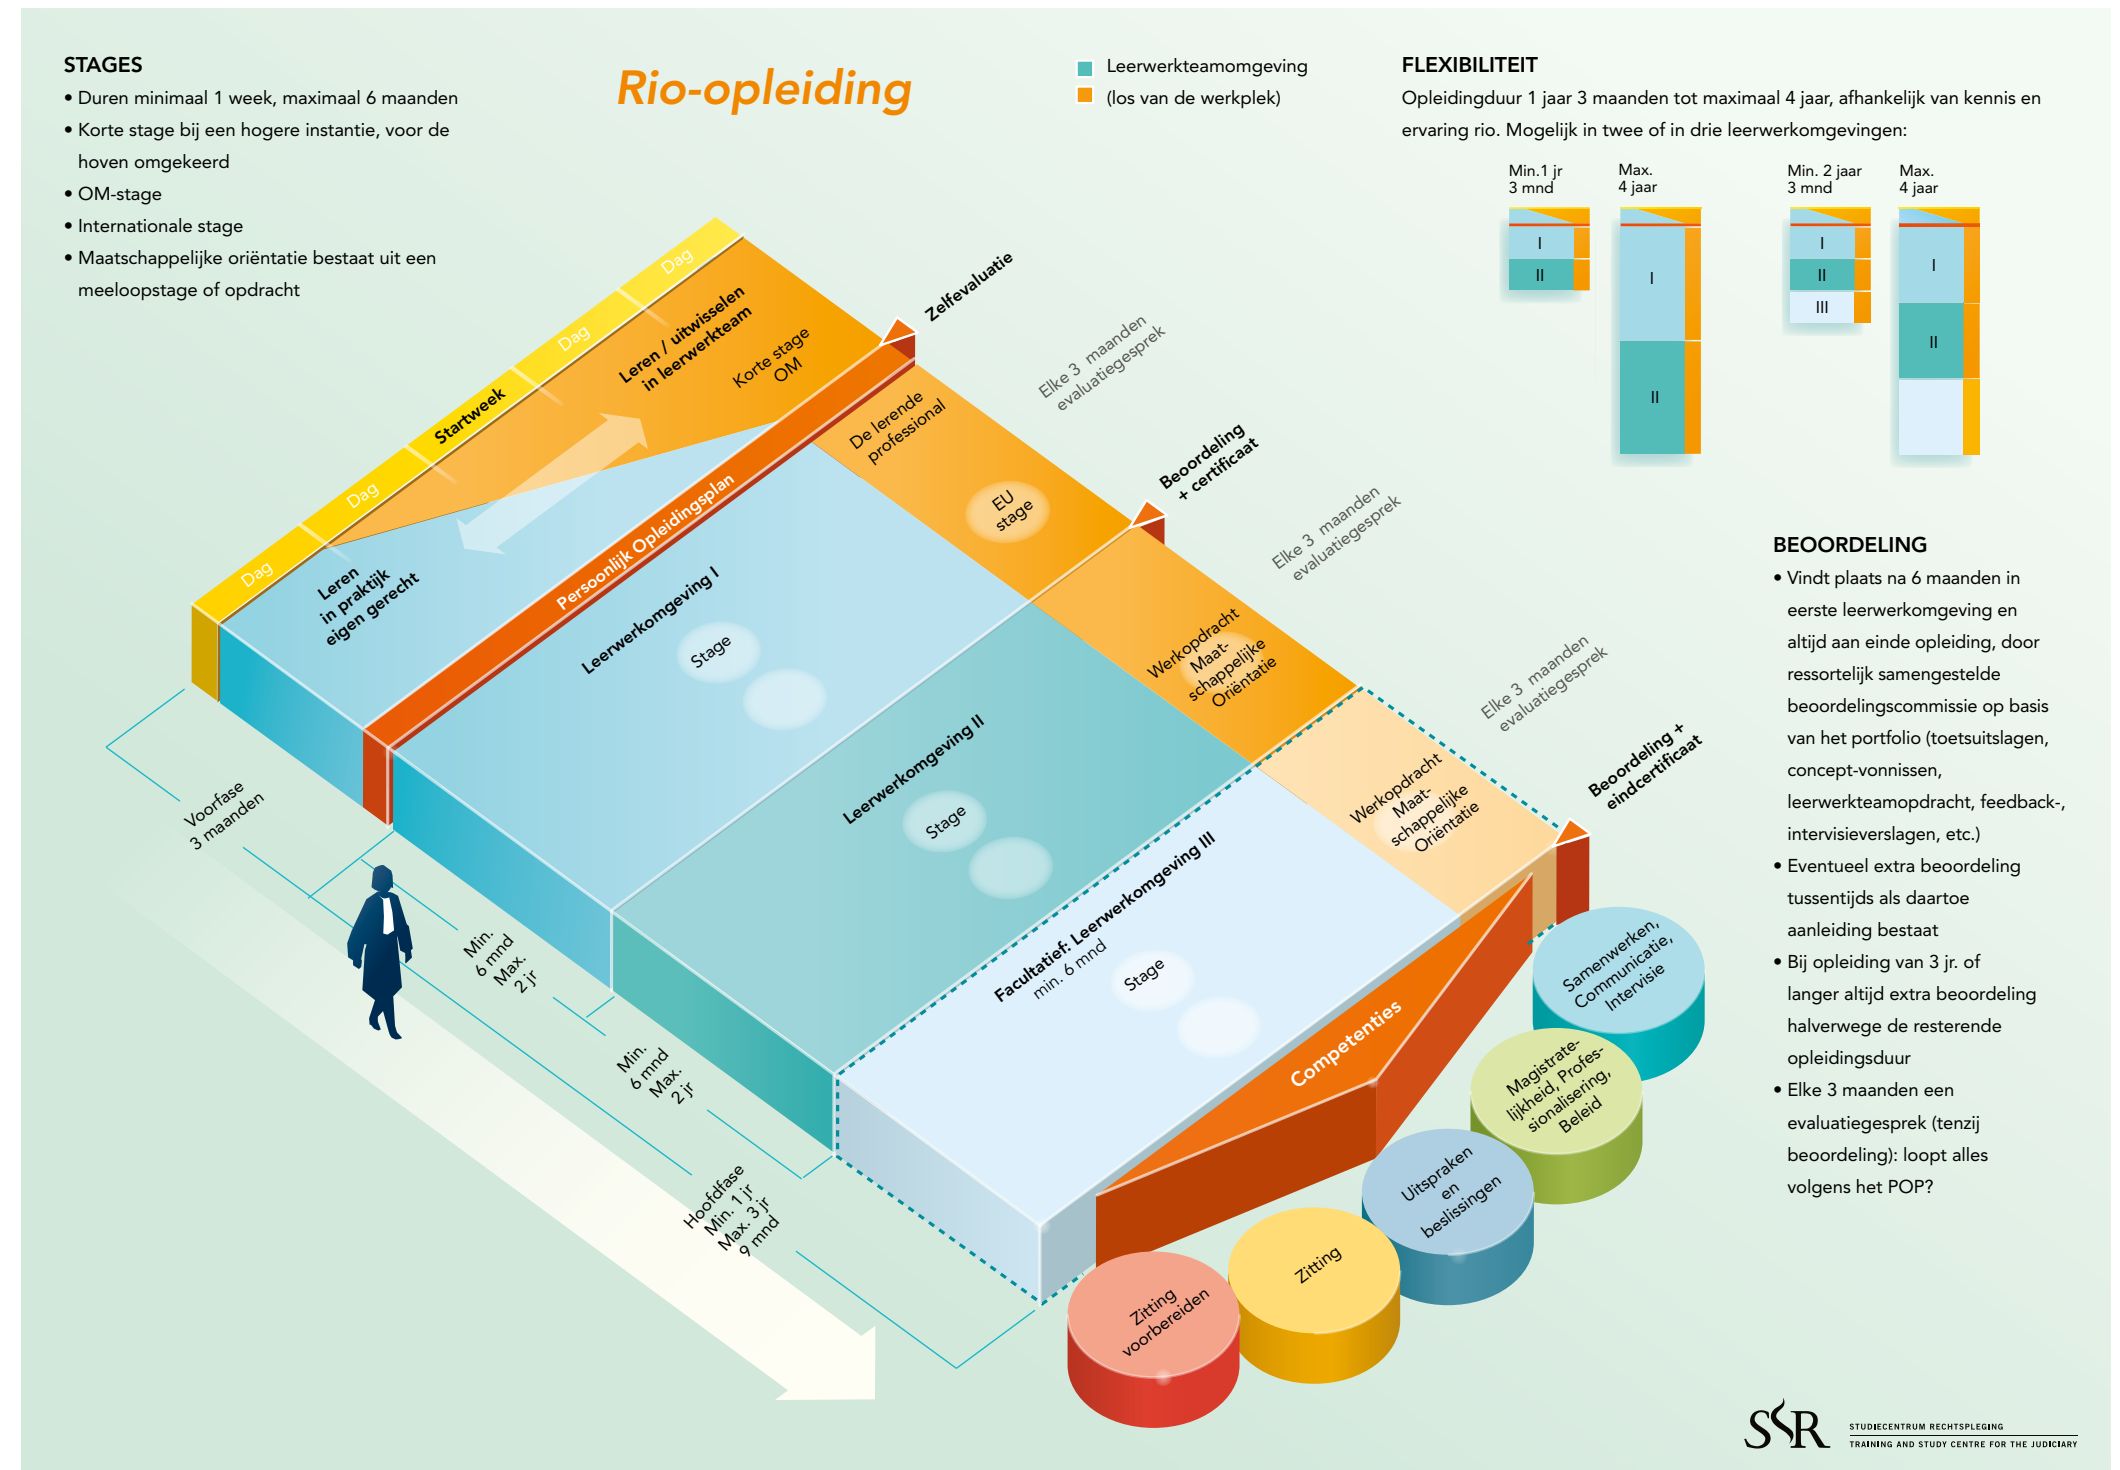 STAGES
• Duren minimaal 1 week, maximaal 6 maanden
• Korte stage bij een hogere instantie, voor de
hoven omgekeerd
• OM-stage
• Internationale stage
• Maatschappelijke oriëntatie bestaat uit een
meeloopstage of opdracht
Rio-opleiding
Leerwerkteamomgeving
(los van de werkplek)
FLEXIBILITEIT
Opleidingduur 1 jaar 3 maanden tot maximaal 4 jaar, afhankelijk van kennis en
ervaring rio. Mogelijk in twee of in drie leerwerkomgevingen:
Min.1 jr
3 mnd
I
II
Max.
4 jaar
I
II
Min. 2 jaar
3 mnd
I
II
III
Max.
4 jaar
I
II
Dag
Dag
Startweek
Dag
Dag
Leren / uitwisselen
in leerwerkteam
Korte stage
OM
Leren
in praktijk
eigen gerecht
Zelfevaluatie
Persoonlijk Opleidingsplan
De lerende
professional
EU
stage
Elke 3 maanden
evaluatiegesprek
Leerwerkomgeving I
Stage
Beoordeling
+ certificaat
Werkopdracht
Maat-
schappelijke
Oriëntatie
Elke 3 maanden
evaluatiegesprek
Leerwerkomgeving II
Stage
Werkopdracht
Maat-
schappelijke
Oriëntatie
Elke 3 maanden
evaluatiegesprek
Facultatief: Leerwerkomgeving III
min. 6 mnd
Stage
Beoordeling +
eindcertificaat
Voorfase
3 maanden
Min.
6 mnd
Max.
2 jr
Min.
6 mnd
Max.
2 jr
Hoofdfase
Min. 1 jr
Max. 3 jr
9 mnd
Competenties
Samenwerken,
Communicatie,
Intervisie
Magistrate-
lijkheid, Profes-
sionalisering,
Beleid
Uitspraken
en
beslissingen
Zitting
Zitting
voorbereiden
BEOORDELING
• Vindt plaats na 6 maanden in
eerste leerwerkomgeving en
altijd aan einde opleiding, door
ressortelijk samengestelde
beoordelingscommissie op basis
van het portfolio (toetsuitslagen,
concept-vonnissen,
leerwerkteamopdracht, feedback-,
intervisieverslagen, etc.)
• Eventueel extra beoordeling
tussentijds als daartoe
aanleiding bestaat
• Bij opleiding van 3 jr. of
langer altijd extra beoordeling
halverwege de resterende
opleidingsduur
• Elke 3 maanden een
evaluatiegesprek (tenzij
beoordeling): loopt alles
volgens het POP?
SSR
STUDIECENTRUM RECHTSPLEGING
TRAINING AND STUDY CENTRE FOR THE JUDICIARY